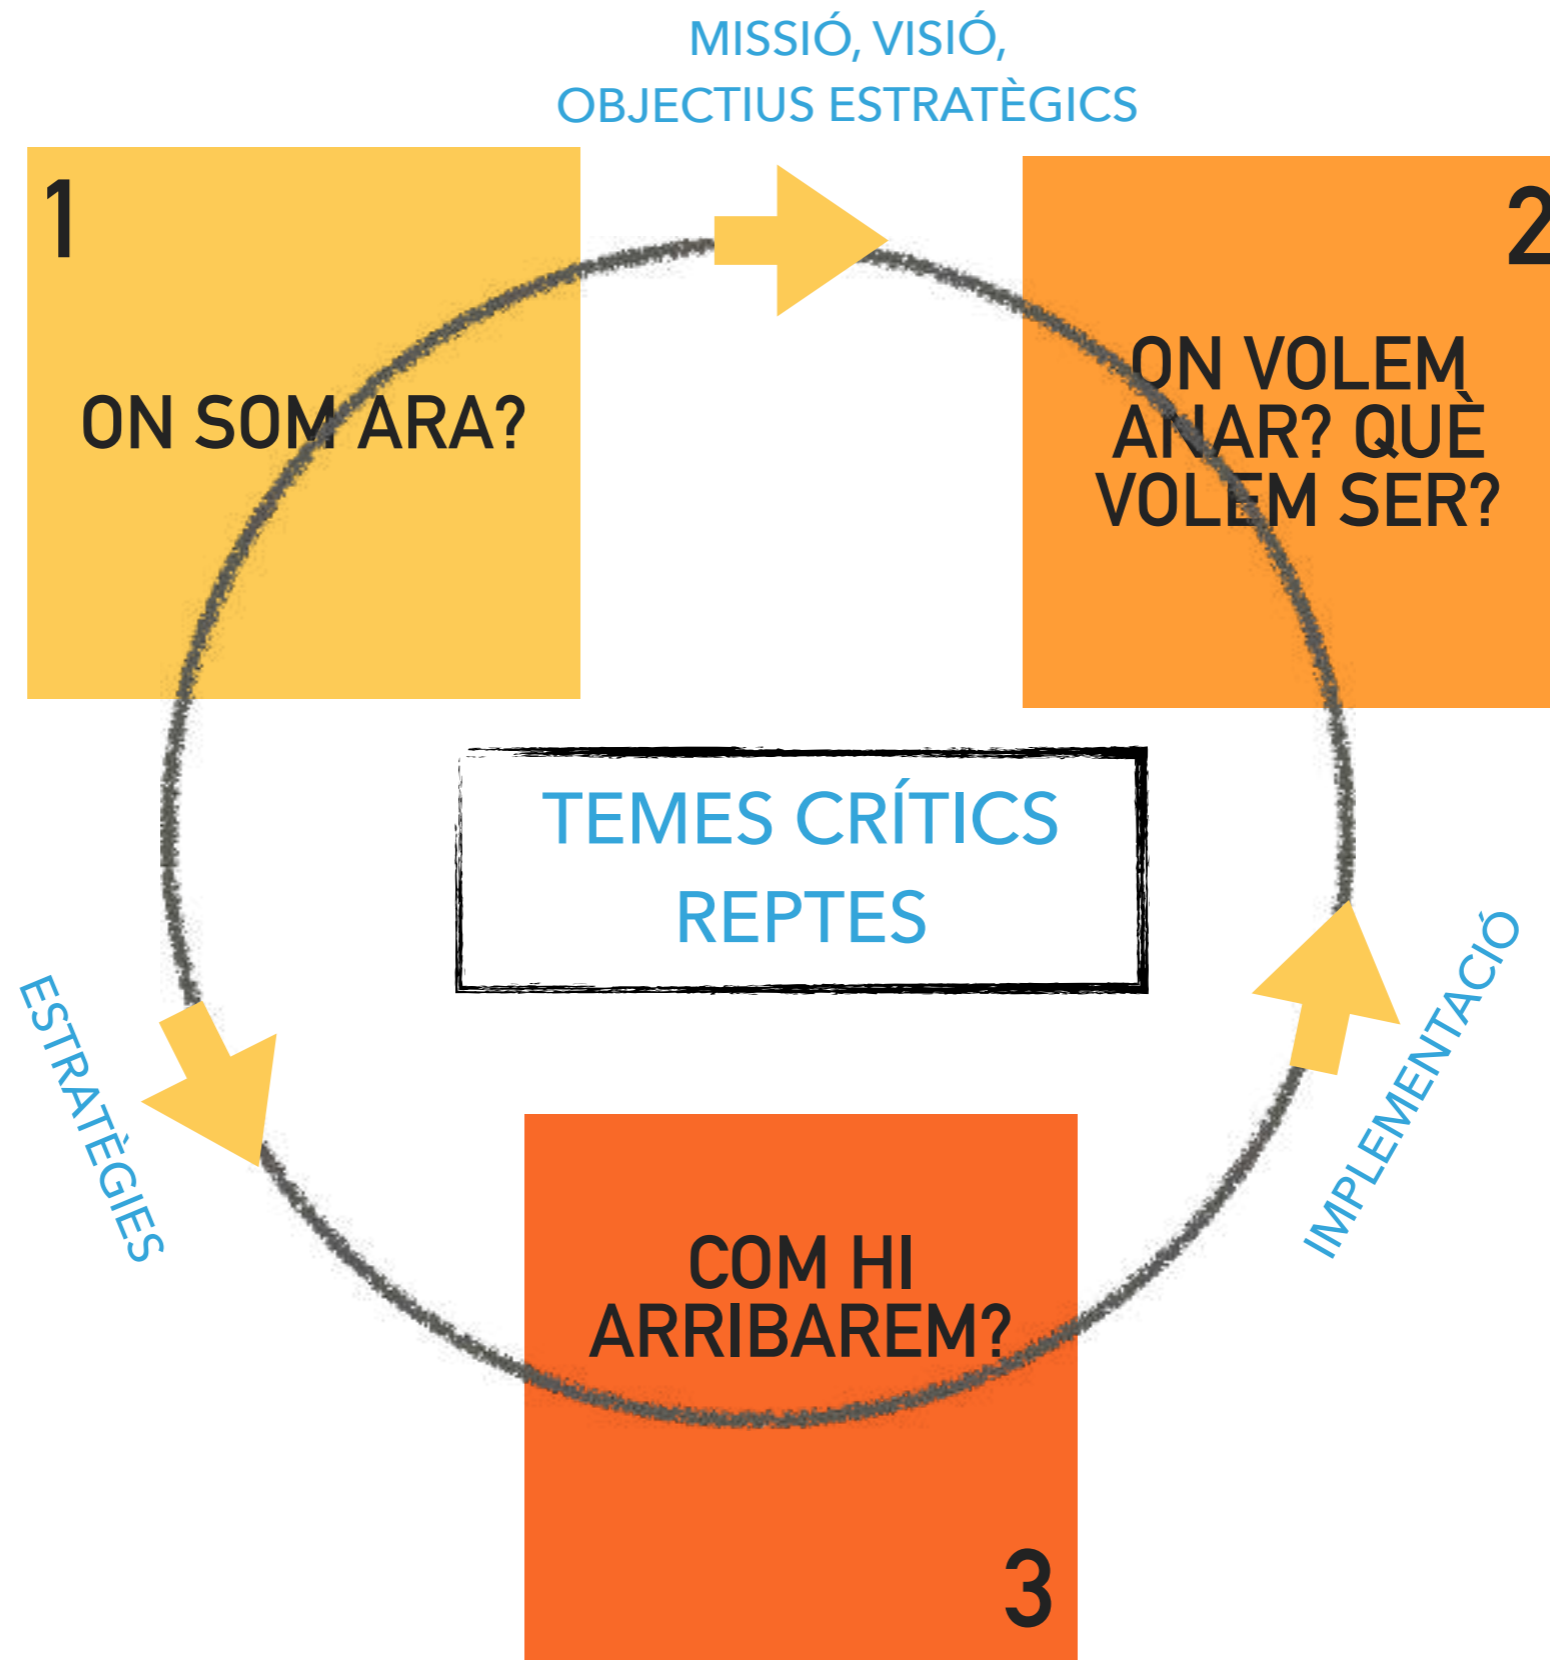 MISSIÓ, VISIÓ,
OBJECTIUS ESTRATÈGICS
1
ON SOM ARA?
2
ON VOLEM
ANAR? QUÈ
VOLEM SER?
TEMES CRÍTICS
REPTES
ESTRATÈGIES
IMPLEMENTACIÓ
COM HI
ARRIBAREM?
3